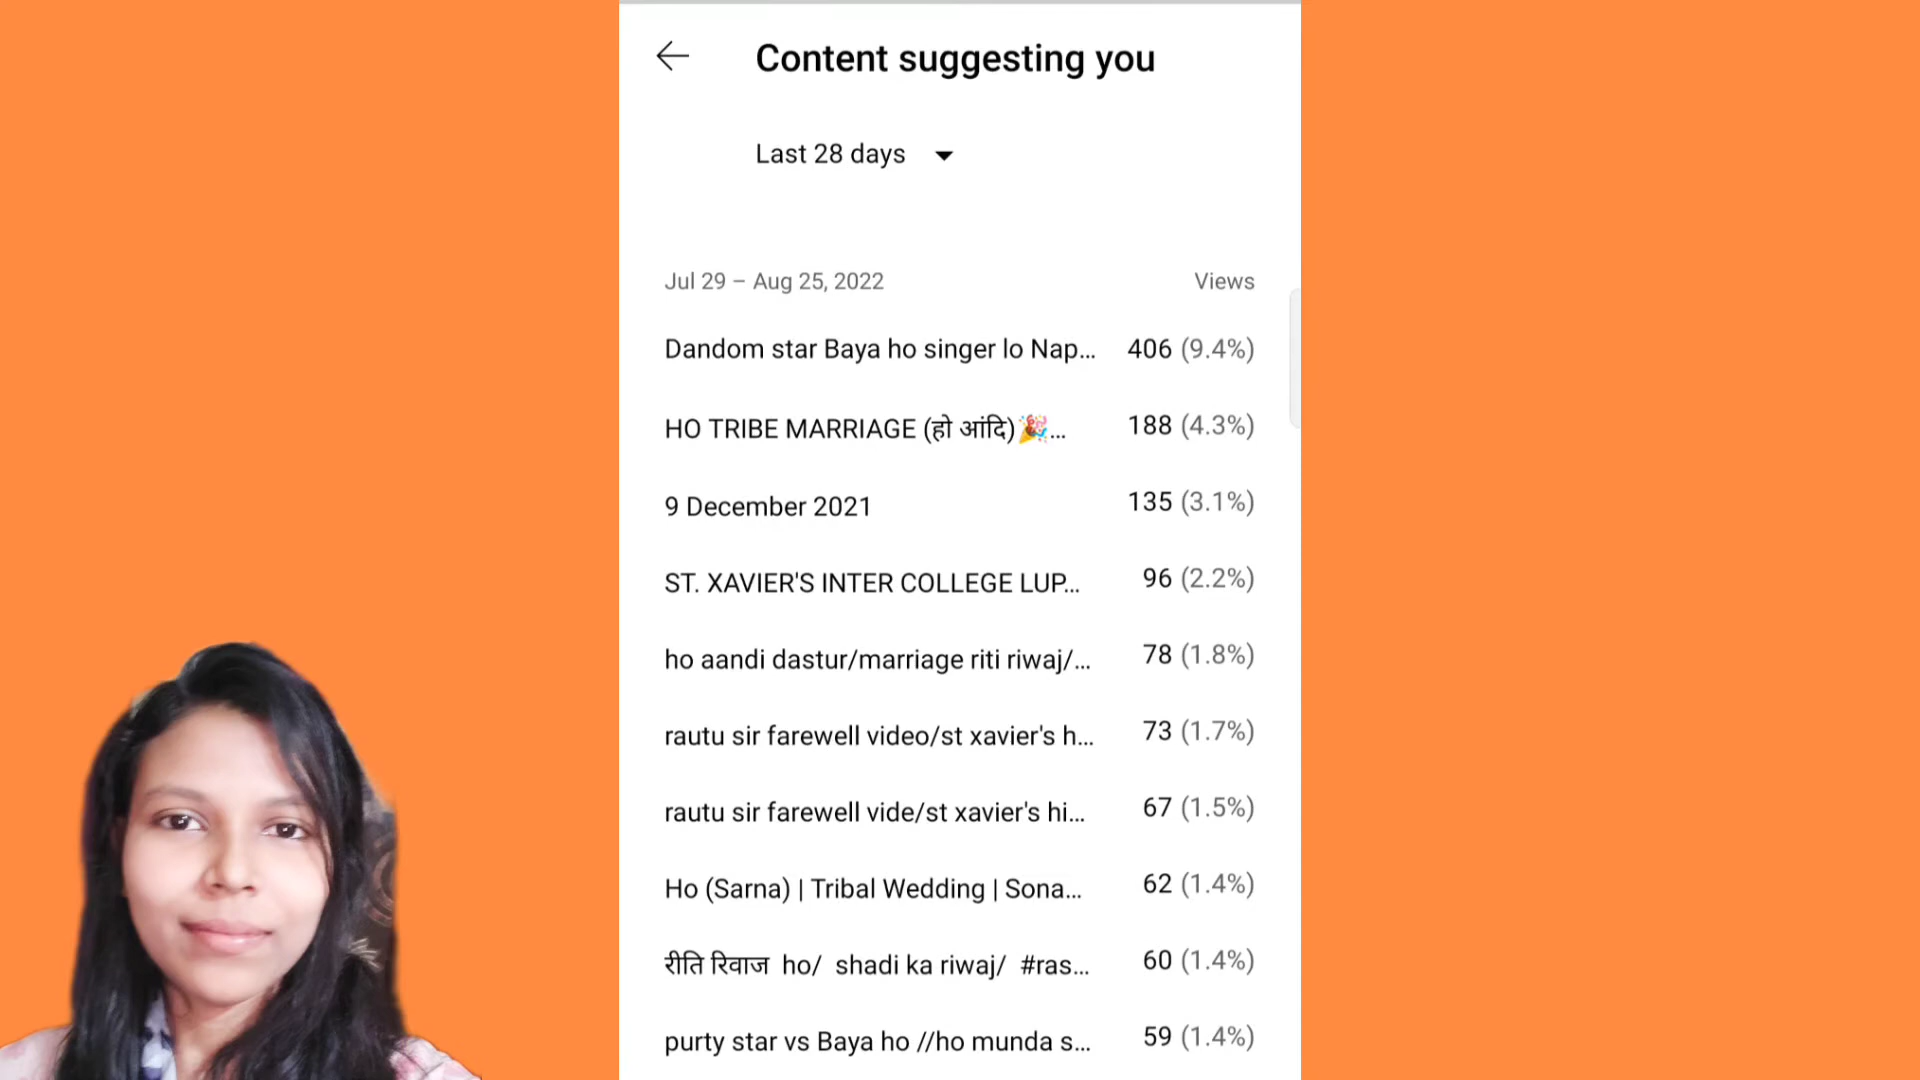 Content suggesting you
Last 28 days
Jul 29 – Aug 25, 2022 Views
Dandom star Baya ho singer lo Nap... 406 (9.4%)
HO TRIBE MARRIAGE (हो आंदि)🎉... 188 (4.3%)
9 December 2021 135 (3.1%)
ST. XAVIER'S INTER COLLEGE LUP... 96 (2.2%)
ho aandi dastur/marriage riti riwaj/... 78 (1.8%)
rautu sir farewell video/st xavier's h... 73 (1.7%)
rautu sir farewell vide/st xavier's hi... 67 (1.5%)
Ho (Sarna) | Tribal Wedding | Sona... 62 (1.4%)
रीति रिवाज ho/ shadi ka riwaj/ #ras... 60 (1.4%)
purty star vs Baya ho //ho munda s... 59 (1.4%)